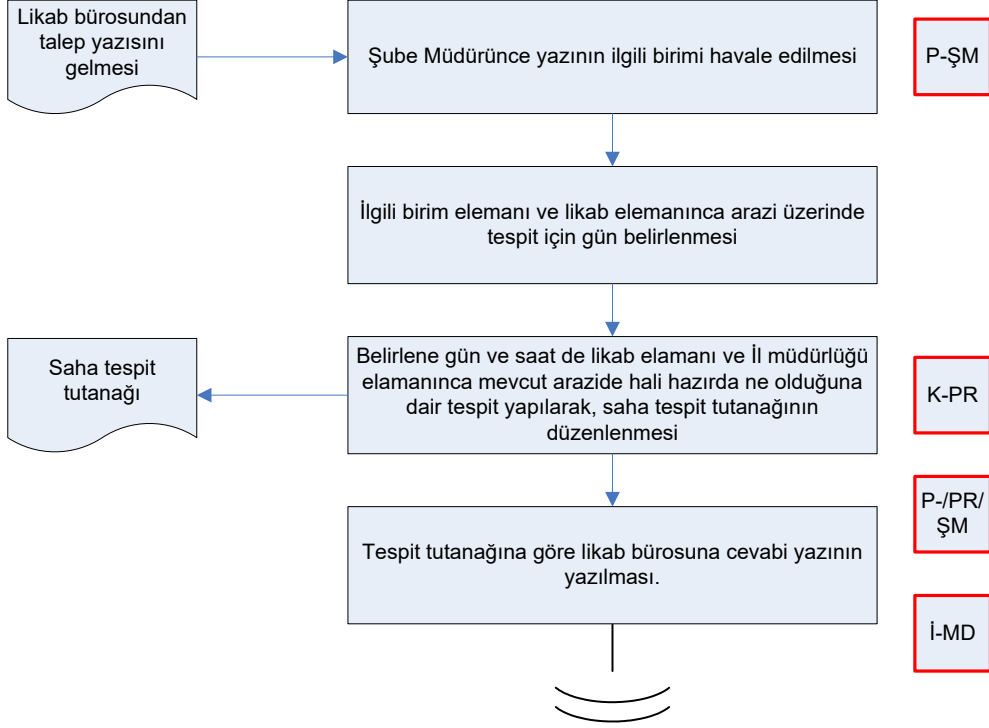 Likab bürosundan
talep yazısını
gelmesi
Şube Müdürünce yazının ilgili birimi havale edilmesi
P-ŞM
İlgili birim elemanı ve likab elemanınca arazi üzerinde
tespit için gün belirlenmesi
Saha tespit
tutanağı
Belirlene gün ve saat de likab elamanı ve İl müdürlüğü
elamanınca mevcut arazide hali hazırda ne olduğuna
dair tespit yapılarak, saha tespit tutanağının
düzenlenmesi
K-PR
P-/PR/
ŞM
Tespit tutanağına göre likab bürosuna cevabi yazının
yazılması.
İ-MD